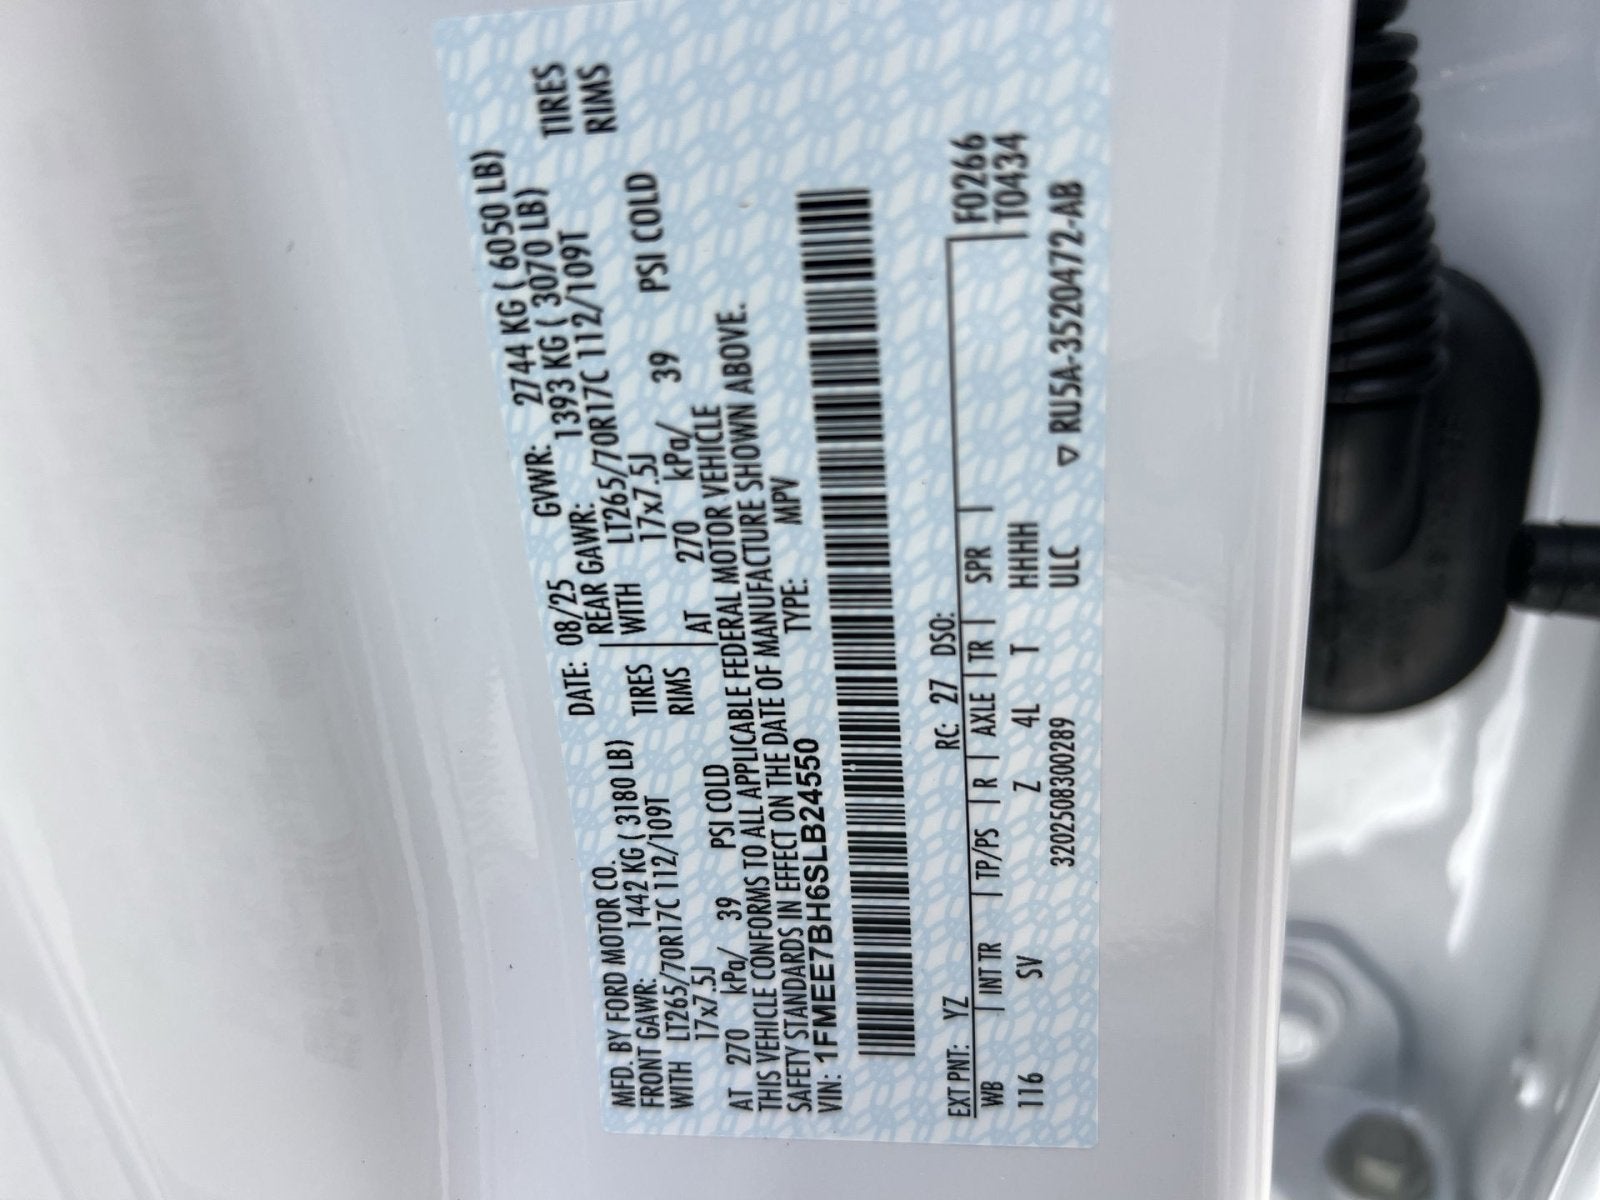 MFD. BY FORD MOTOR CO. DATE: 08/25 GVWR: 2744 KG ( 6050 LB)
FRONT GAWR: 1442 KG ( 3180 LB) REAR GAWR: 1393 KG ( 3070 LB)
WITH LT265/70R17C 112/109T TIRES WITH LT265/70R17C 112/109T TIRES
17x7.5J RIMS 17x7.5J RIMS
AT 270 kPa/ 39 PSI COLD AT 270 kPa/ 39 PSI COLD
THIS VEHICLE CONFORMS TO ALL APPLICABLE FEDERAL MOTOR VEHICLE
SAFETY STANDARDS IN EFFECT ON THE DATE OF MANUFACTURE SHOWN ABOVE.
VIN: 1FMEE7BH6SLB24550 TYPE: MPV
EXT PNT: YZ RC: 27 DSO: F0266
WB | INT TR | TP/PS | R | AXLE | TR | SPR | T0434
116 SV Z 4L T HHHH
3202508300289 ULC ▽ RU5A-3520472-AB